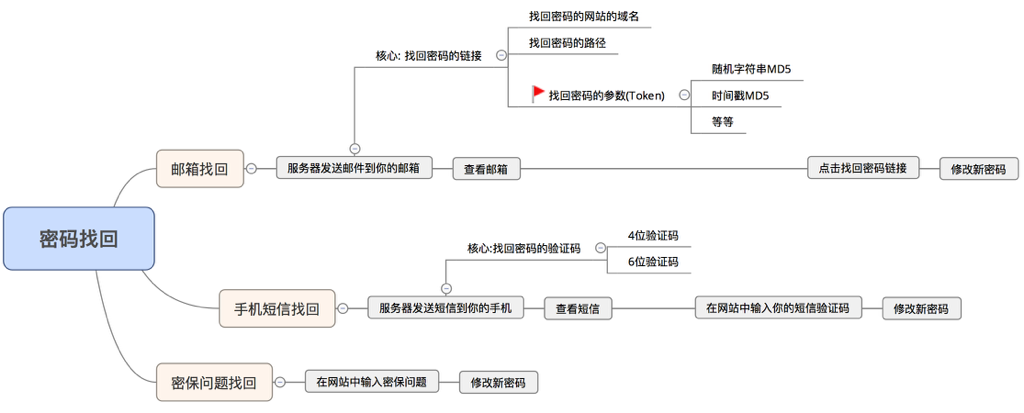 找回密码的网站的域名
核心: 找回密码的链接
找回密码的路径
随机字符串MD5
找回密码的参数(Token)
时间戳MD5
等等
邮箱找回
服务器发送邮件到你的邮箱
查看邮箱
点击找回密码链接
修改新密码
密码找回
4位验证码
核心:找回密码的验证码
6位验证码
手机短信找回
服务器发送短信到你的手机
查看短信
在网站中输入你的短信验证码
修改新密码
密保问题找回
在网站中输入密保问题
修改新密码